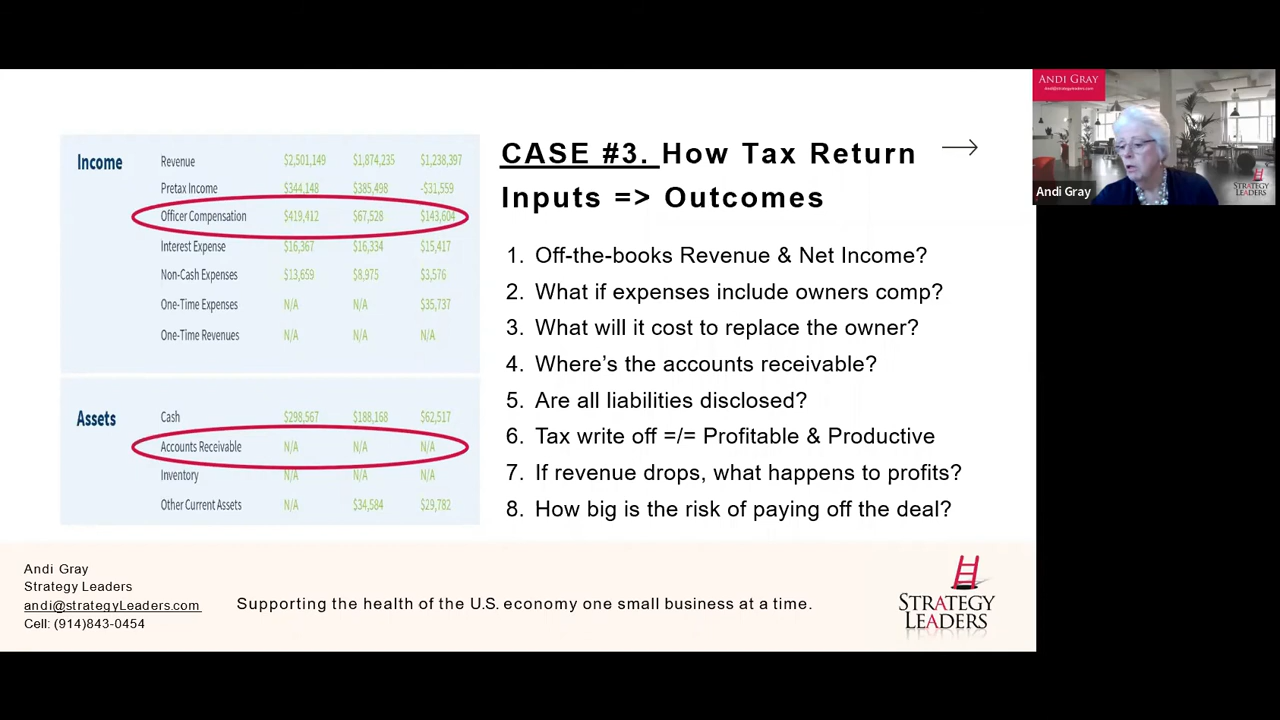 Income
Revenue $2,501,149 $1,874,235 $1,238,397
Pretax Income $344,148 $385,498 -$31,559
Officer Compensation $419,412 $67,528 $143,604
Interest Expense $16,367 $16,334 $15,417
Non-Cash Expenses $13,659 $8,975 $3,576
One-Time Expenses N/A N/A $35,737
One-Time Revenues N/A N/A N/A
Assets
Cash $298,567 $188,168 $62,517
Accounts Receivable N/A N/A N/A
Inventory N/A N/A N/A
Other Current Assets N/A $34,584 $29,782
CASE #3. How Tax Return
Inputs => Outcomes
1. Off-the-books Revenue & Net Income?
2. What if expenses include owners comp?
3. What will it cost to replace the owner?
4. Where's the accounts receivable?
5. Are all liabilities disclosed?
6. Tax write off =/= Profitable & Productive
7. If revenue drops, what happens to profits?
8. How big is the risk of paying off the deal?
ANDI GRAY
Andi@strategyleaders.com
Andi Gray
STRATEGY
LEADERS
Andi Gray
Strategy Leaders
andi@strategyLeaders.com
Cell: (914)843-0454
Supporting the health of the U.S. economy one small business at a time.
STRATEGY
LEADERS